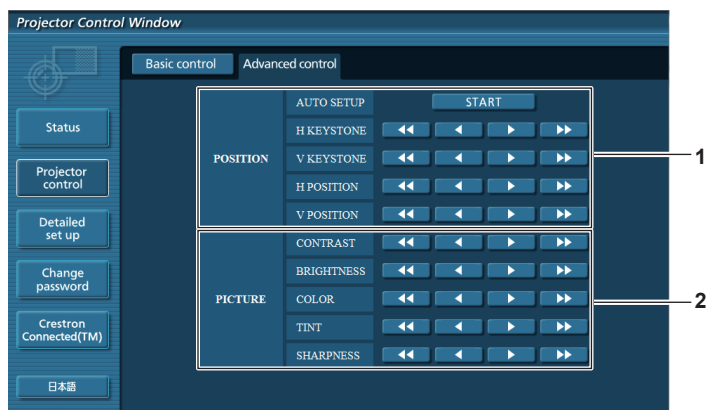 Projector Control Window
Basic control
Advanced control
Status
Projector
control
Detailed
set up
Change
password
Crestron
Connected(TM)
日本語
POSITION
AUTO SETUP
START
H KEYSTONE
V KEYSTONE
H POSITION
V POSITION
1
PICTURE
CONTRAST
BRIGHTNESS
COLOR
TINT
SHARPNESS
2